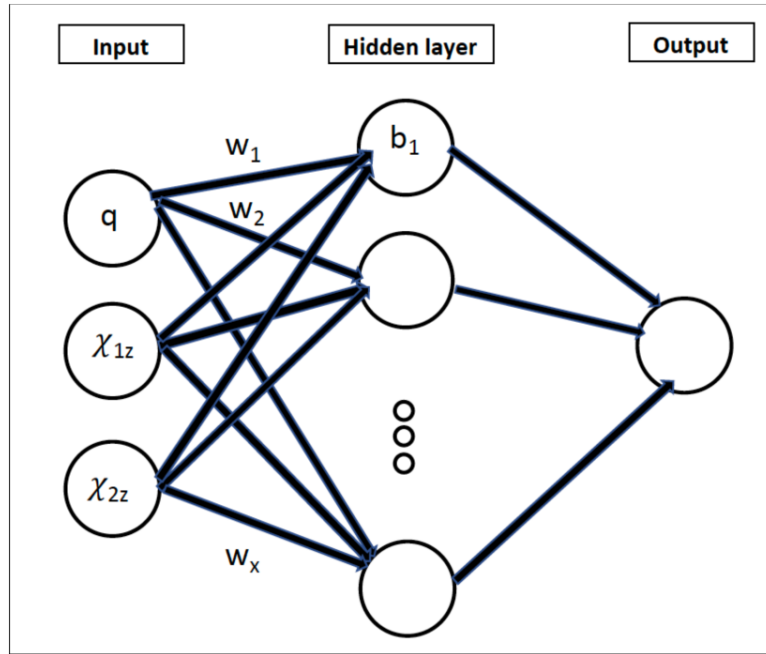 Input
Hidden layer
Output
b₁
w₁
q
w₂
χ₁z
χ₂z
wₓ